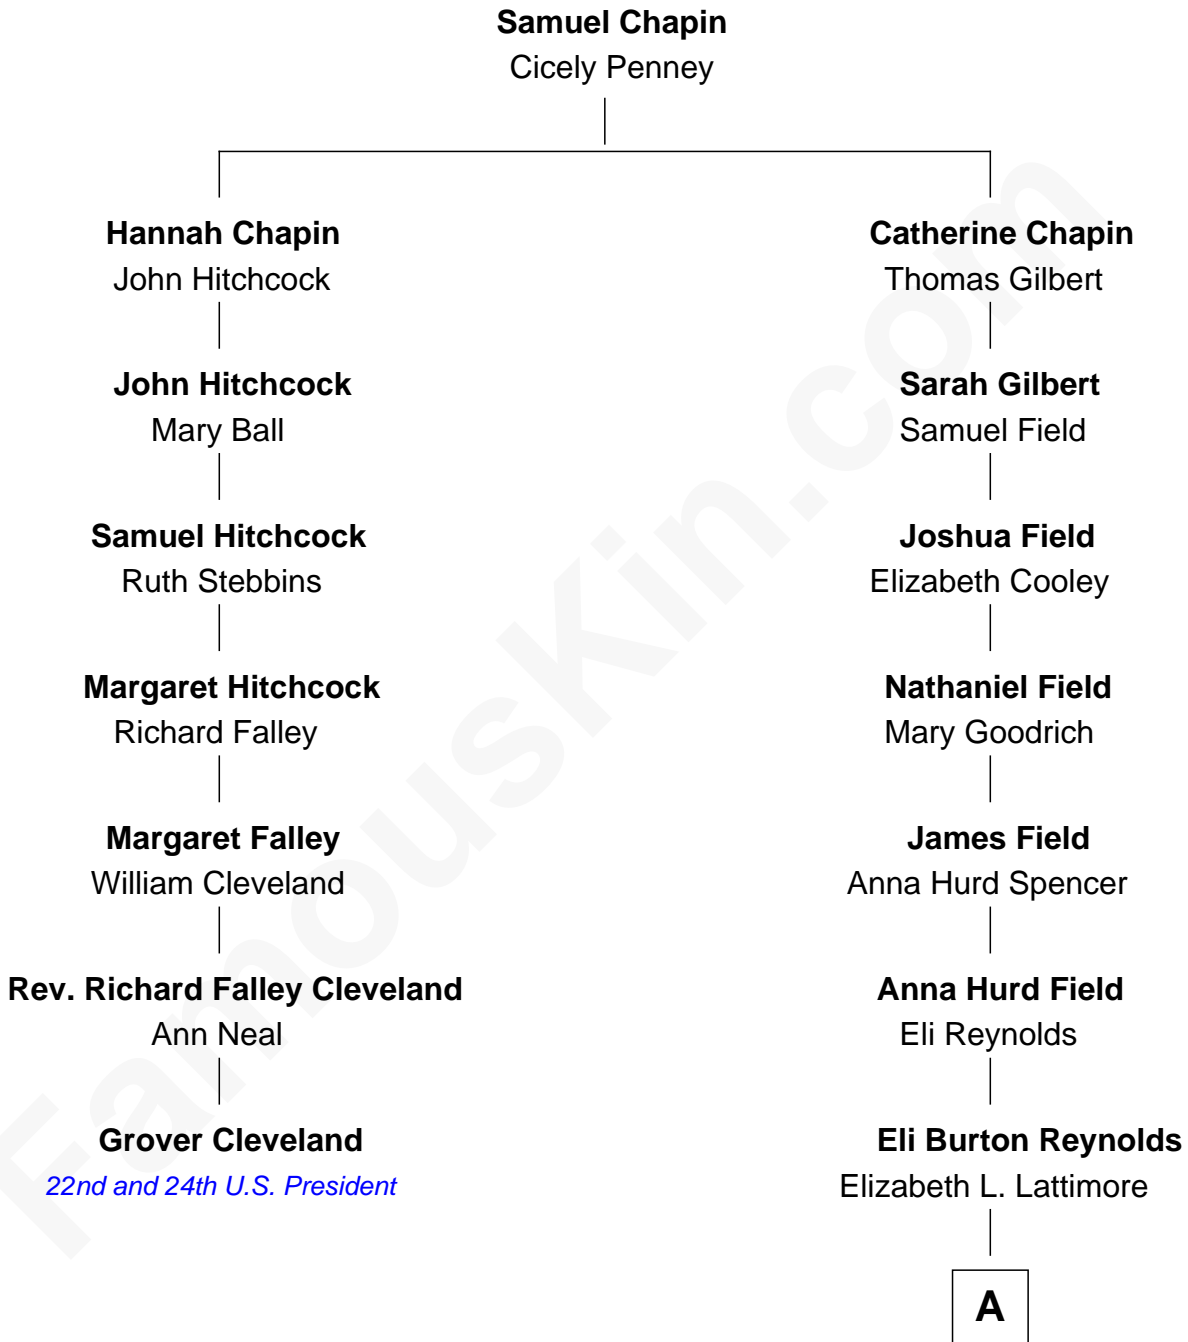 Samuel Chapin
Cicely Penney
Hannah Chapin
John Hitchcock
John Hitchcock
Mary Ball
Samuel Hitchcock
Ruth Stebbins
Margaret Hitchcock
Richard Falley
Margaret Falley
William Cleveland
Rev. Richard Falley Cleveland
Ann Neal
Grover Cleveland
22nd and 24th U.S. President
Catherine Chapin
Thomas Gilbert
Sarah Gilbert
Samuel Field
Joshua Field
Elizabeth Cooley
Nathaniel Field
Mary Goodrich
James Field
Anna Hurd Spencer
Anna Hurd Field
Eli Reynolds
Eli Burton Reynolds
Elizabeth L. Lattimore
A
FamousKin.com